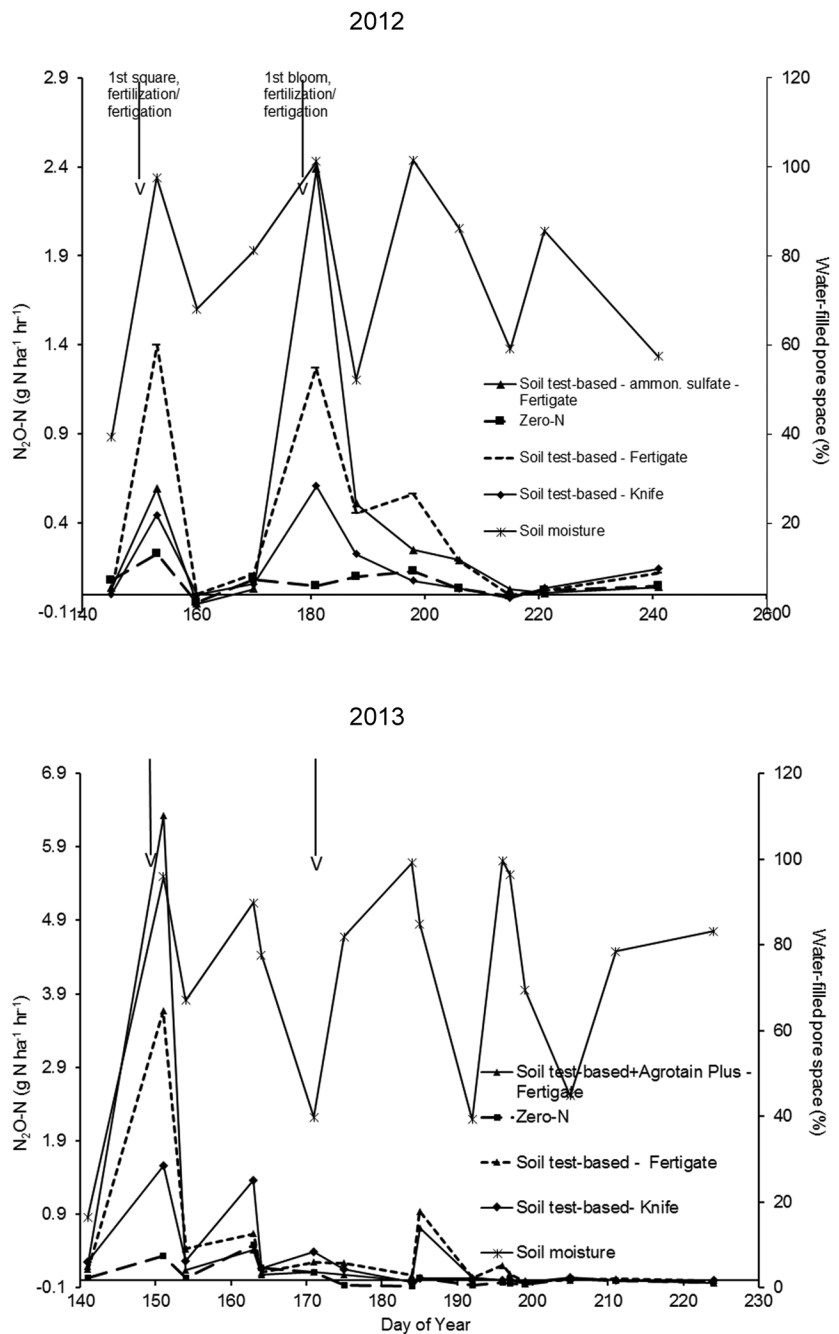 2012
1st square,
fertilization/
fertigation
1st bloom,
fertilization/
fertigation
2.9
2.4
1.9
1.4
0.9
0.4
-0.1
120
100
80
60
40
20
0
N₂O-N (g N ha⁻¹ hr⁻¹)
Water-filled pore space (%)
Soil test-based - ammon. sulfate -
Fertigate
Zero-N
Soil test-based - Fertigate
Soil test-based - Knife
Soil moisture
140 160 180 200 220 240 260
2013
6.9
5.9
4.9
3.9
2.9
1.9
0.9
-0.1
120
100
80
60
40
20
0
N₂O-N (g N ha⁻¹ hr⁻¹)
Water-filled pore space (%)
Soil test-based+Agrotain Plus -
Fertigate
Zero-N
Soil test-based - Fertigate
Soil test-based- Knife
Soil moisture
140 150 160 170 180 190 200 210 220 230
Day of Year